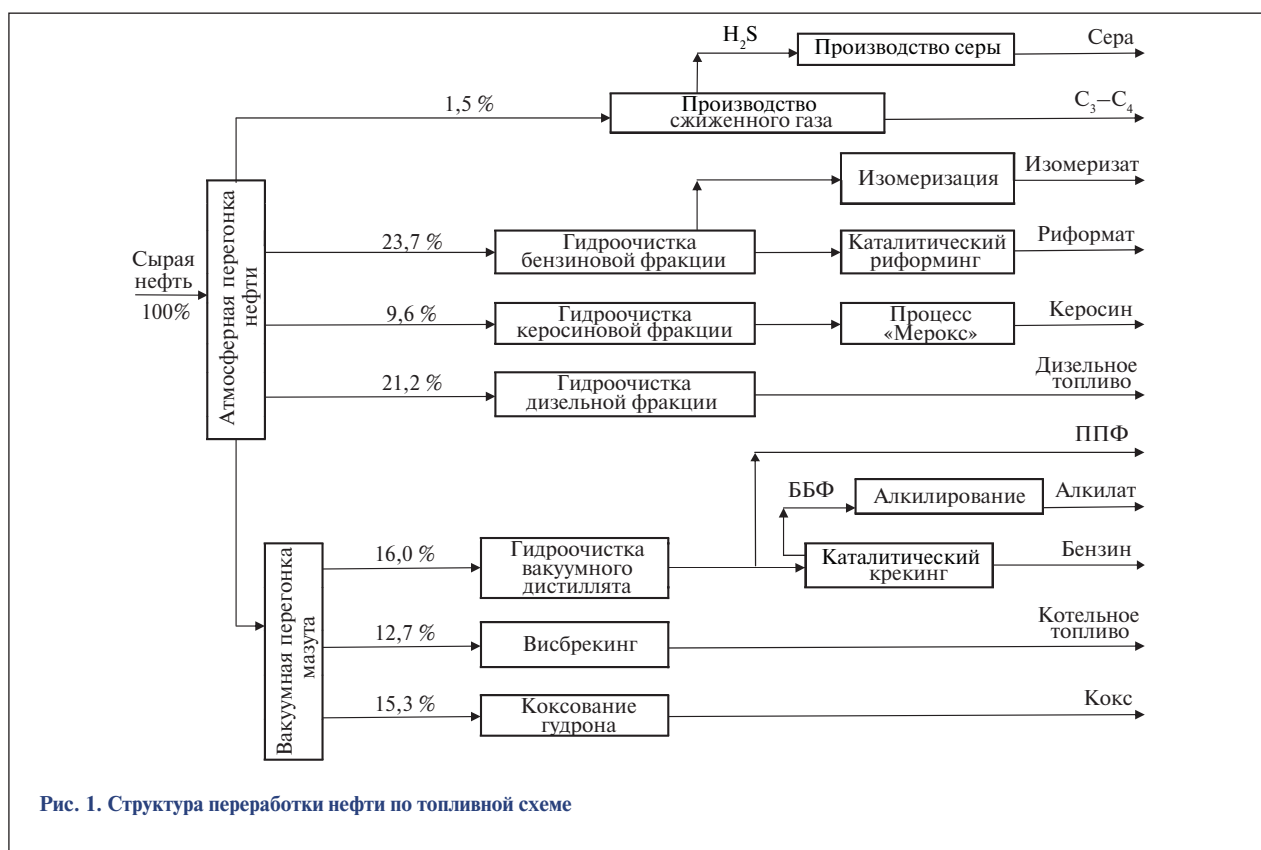 H₂S
Производство серы
Сера
1,5 %
Производство
сжиженного газа
C₃–C₄
Изомеризация
Изомеризат
Сырая
нефть
100%
Атмосферная перегонка
нефти
23,7 %
Гидроочистка
бензиновой фракции
Каталитический
риформинг
Риформат
9,6 %
Гидроочистка
керосиновой фракции
Процесс
«Мерокс»
Керосин
21,2 %
Гидроочистка
дизельной фракции
Дизельное
топливо
ППФ
ББФ
Алкилирование
Алкилат
Вакуумная перегонка
мазута
16,0 %
Гидроочистка
вакуумного
дистиллята
Каталитический
крекинг
Бензин
12,7 %
Висбрекинг
Котельное
топливо
15,3 %
Коксование
гудрона
Кокс
Рис. 1. Структура переработки нефти по топливной схеме